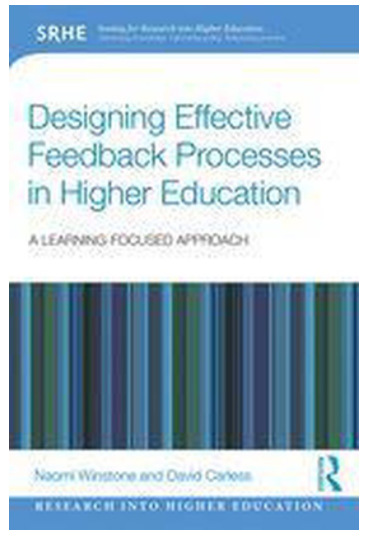 SRHE Society for Research into Higher Education
Designing Effective
Feedback Processes
in Higher Education
A LEARNING-FOCUSED APPROACH
Naomi Winstone and David Carless
R
RESEARCH INTO HIGHER EDUCATION